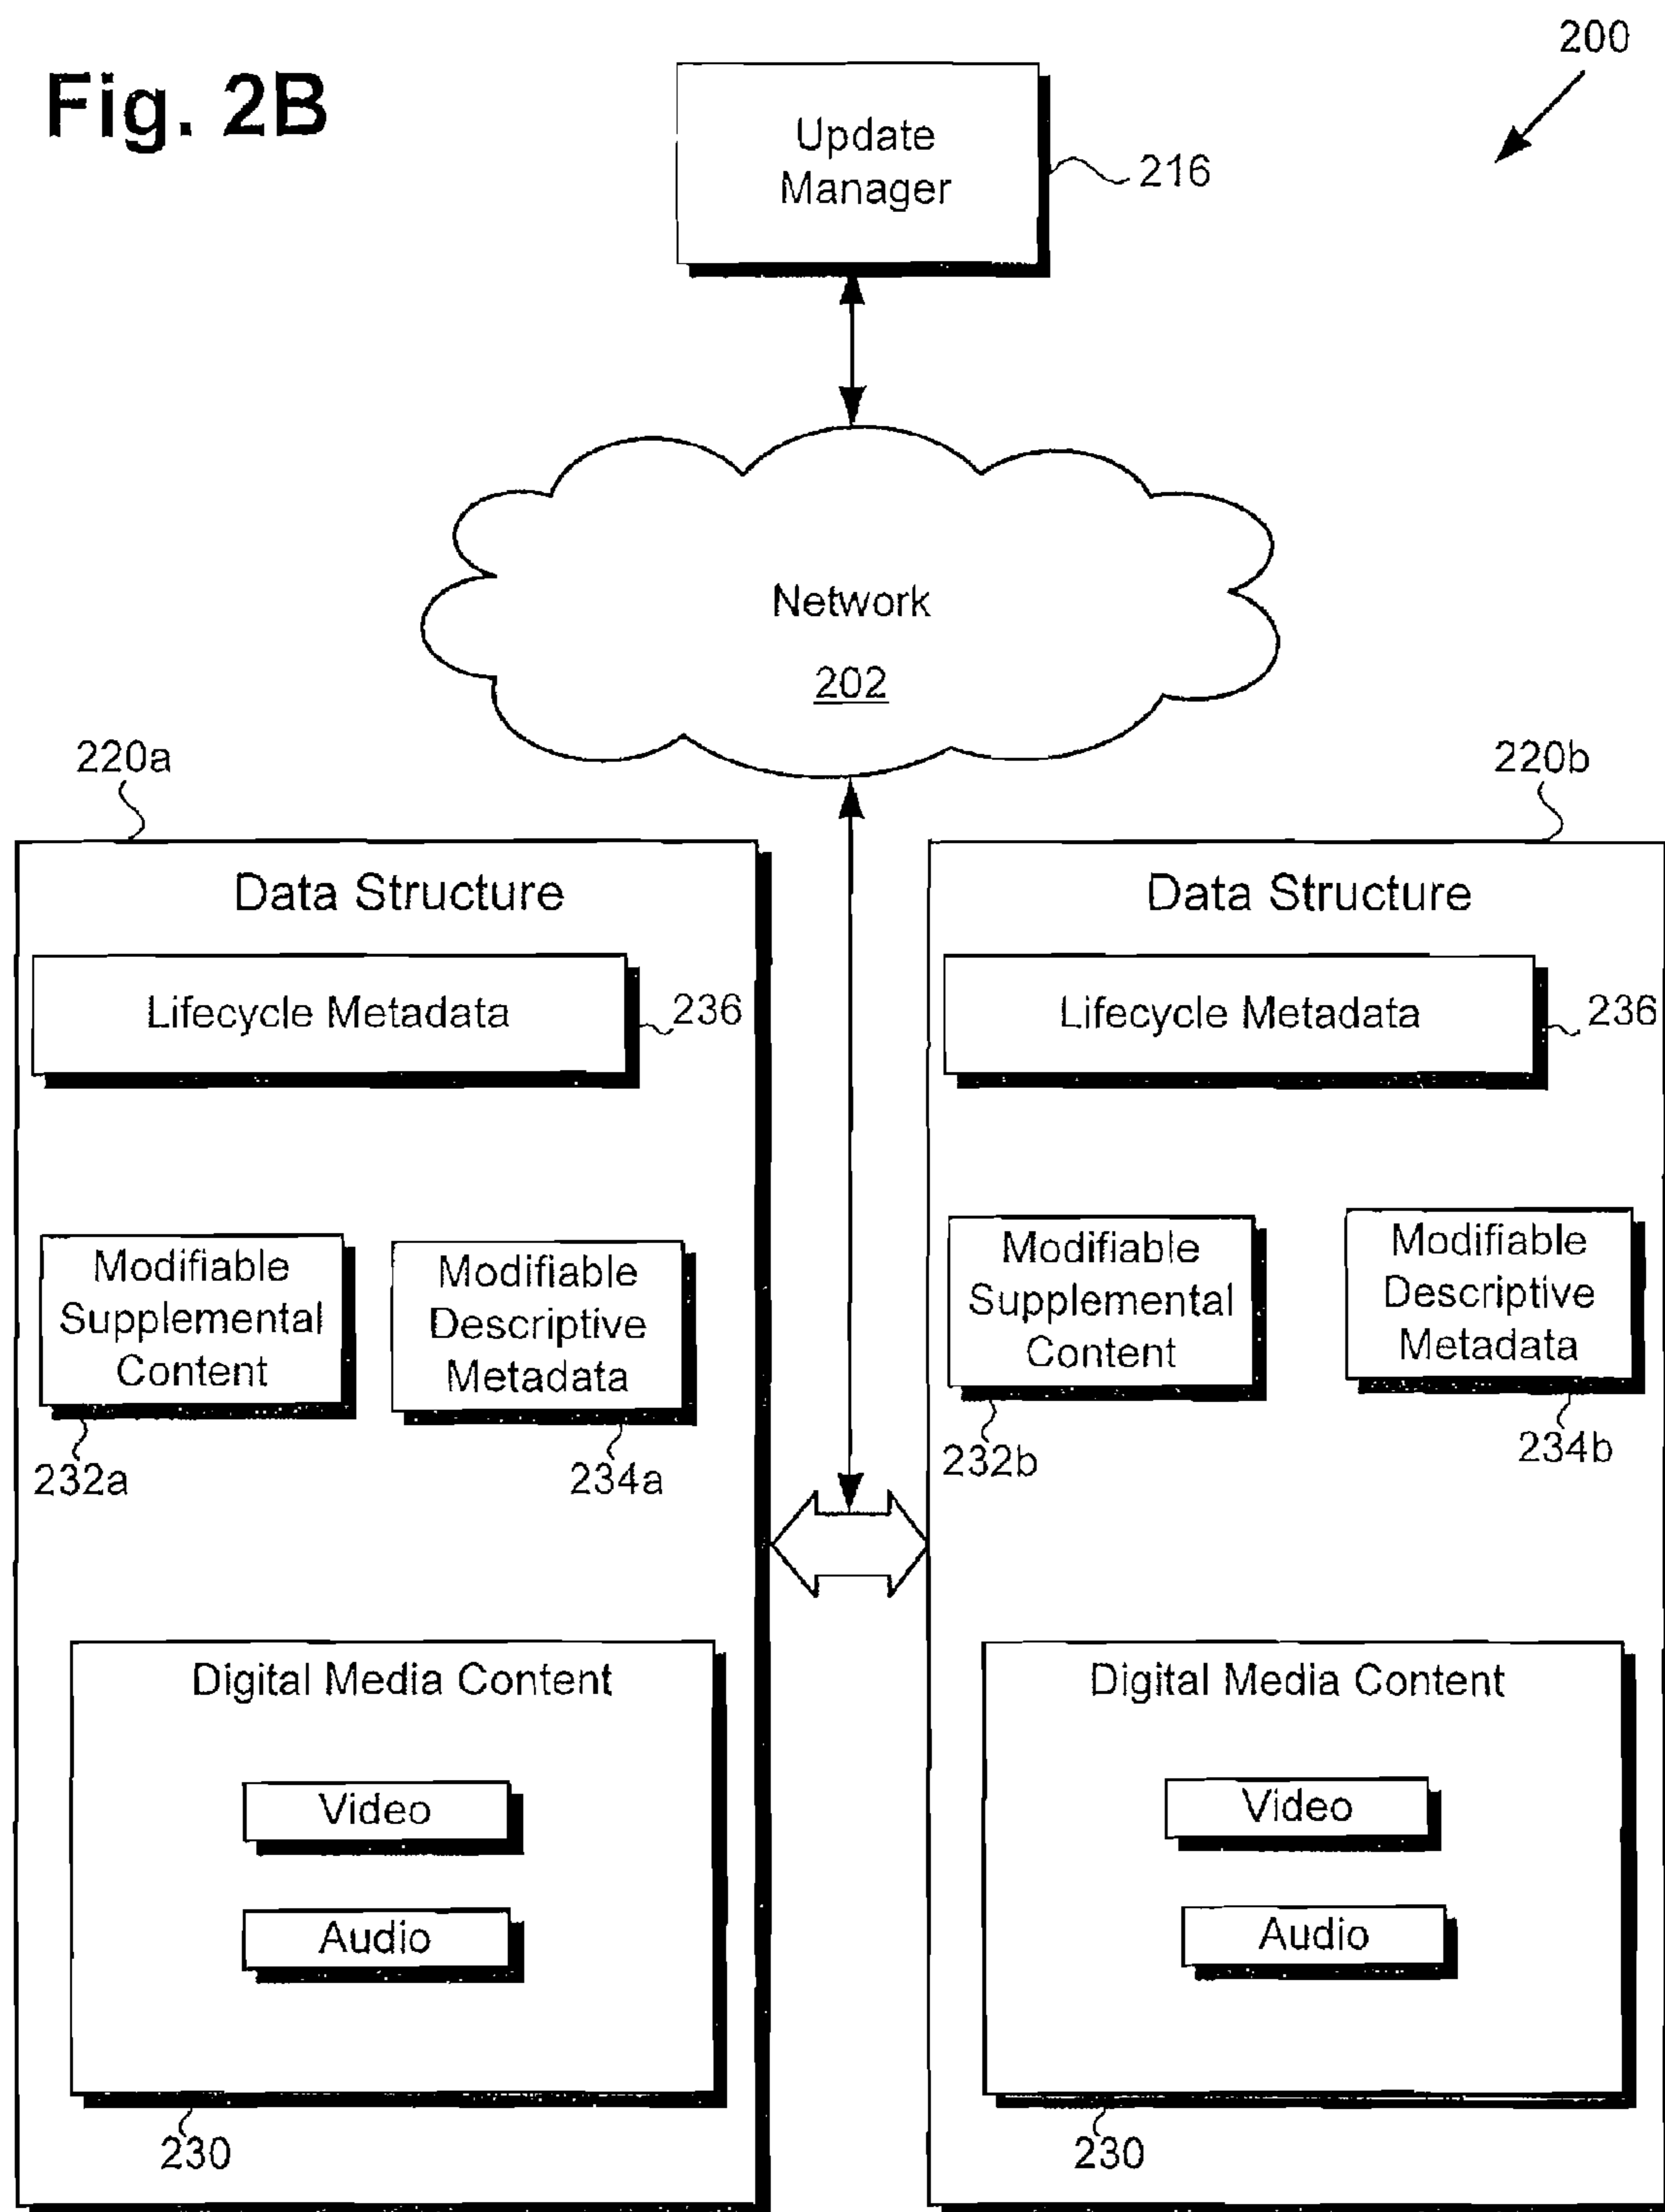 Fig. 2B
200
Update
Manager
216
Network
202
220a
220b
Data Structure
Lifecycle Metadata
236
Modifiable
Supplemental
Content
232a
Modifiable
Descriptive
Metadata
234a
Digital Media Content
Video
Audio
230
Data Structure
Lifecycle Metadata
236
Modifiable
Supplemental
Content
232b
Modifiable
Descriptive
Metadata
234b
Digital Media Content
Video
Audio
230